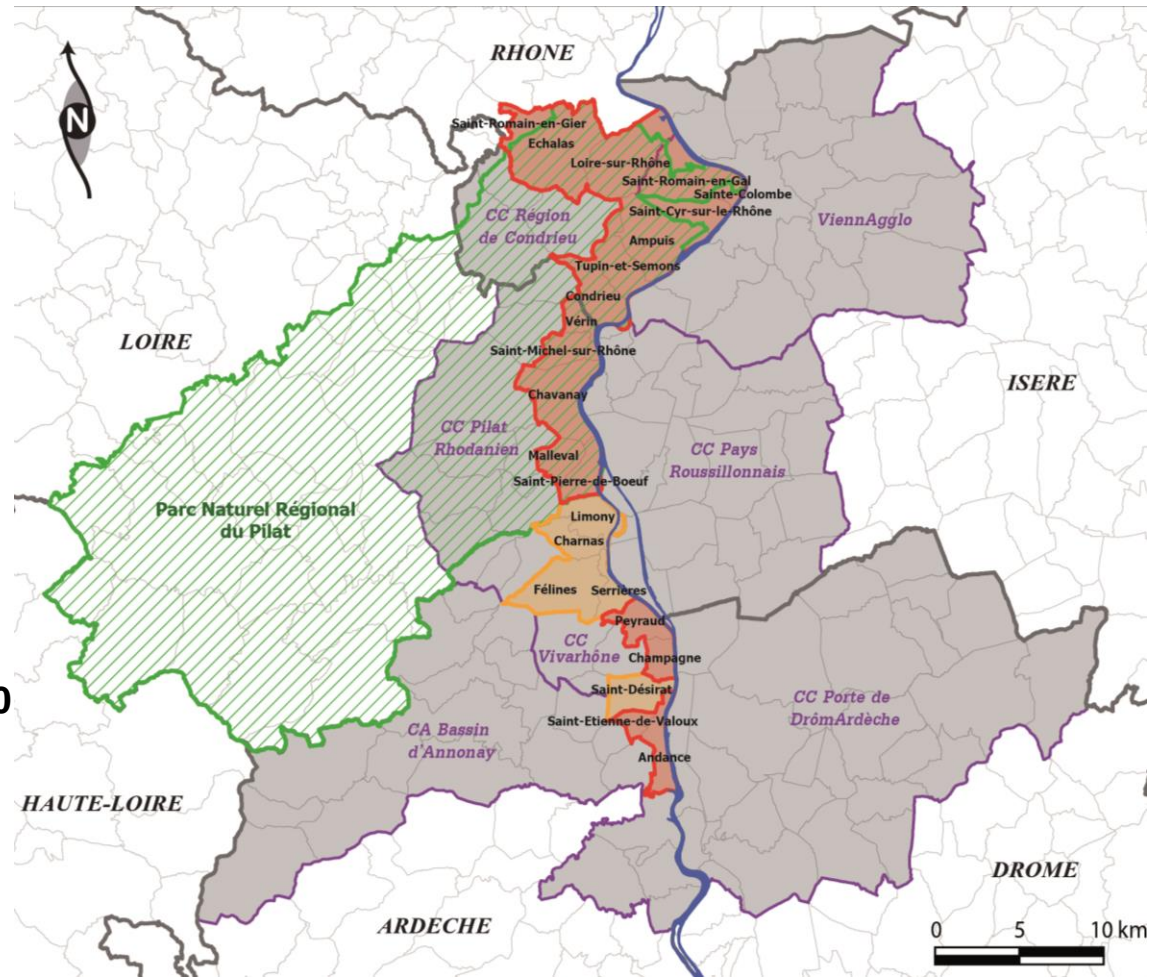 RHONE
N
Saint-Romain-en-Gier
Echalas
Loire-sur-Rhône
Saint-Romain-en-Gal
Sainte-Colombe
CC Région
de Condrieu
Saint-Cyr-sur-le-Rhône
ViennAgglo
Ampuis
Tupin-et-Semons
Condrieu
Vérin
LOIRE
Saint-Michel-sur-Rhône
ISERE
Chavanay
CC Pilat
Rhodanien
CC Pays
Roussillonnais
Malleval
Saint-Pierre-de-Boeuf
Parc Naturel Régional
du Pilat
Limony
Charnas
Félines
Serrières
Peyraud
CC
Vivarhône
Champagne
Saint-Désirat
CC Porte de
DrômArdèche
0
Saint-Etienne-de-Valoux
CA Bassin
d'Annonay
Andance
HAUTE-LOIRE
DROME
ARDECHE
0 5 10 km